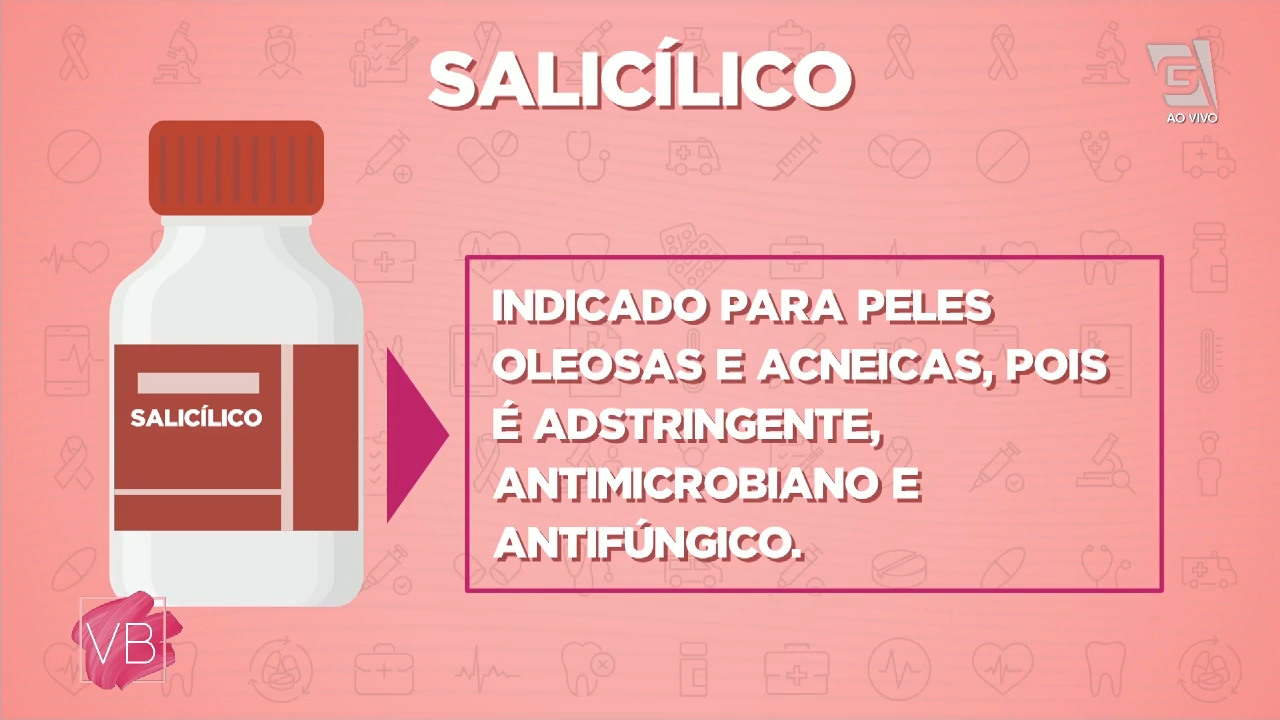 SALICÍLICO
G
AO VIVO
SALICÍLICO
INDICADO PARA PELES
OLEOSAS E ACNEICAS, POIS
É ADSTRINGENTE,
ANTIMICROBIANO E
ANTIFÚNGICO.
VB